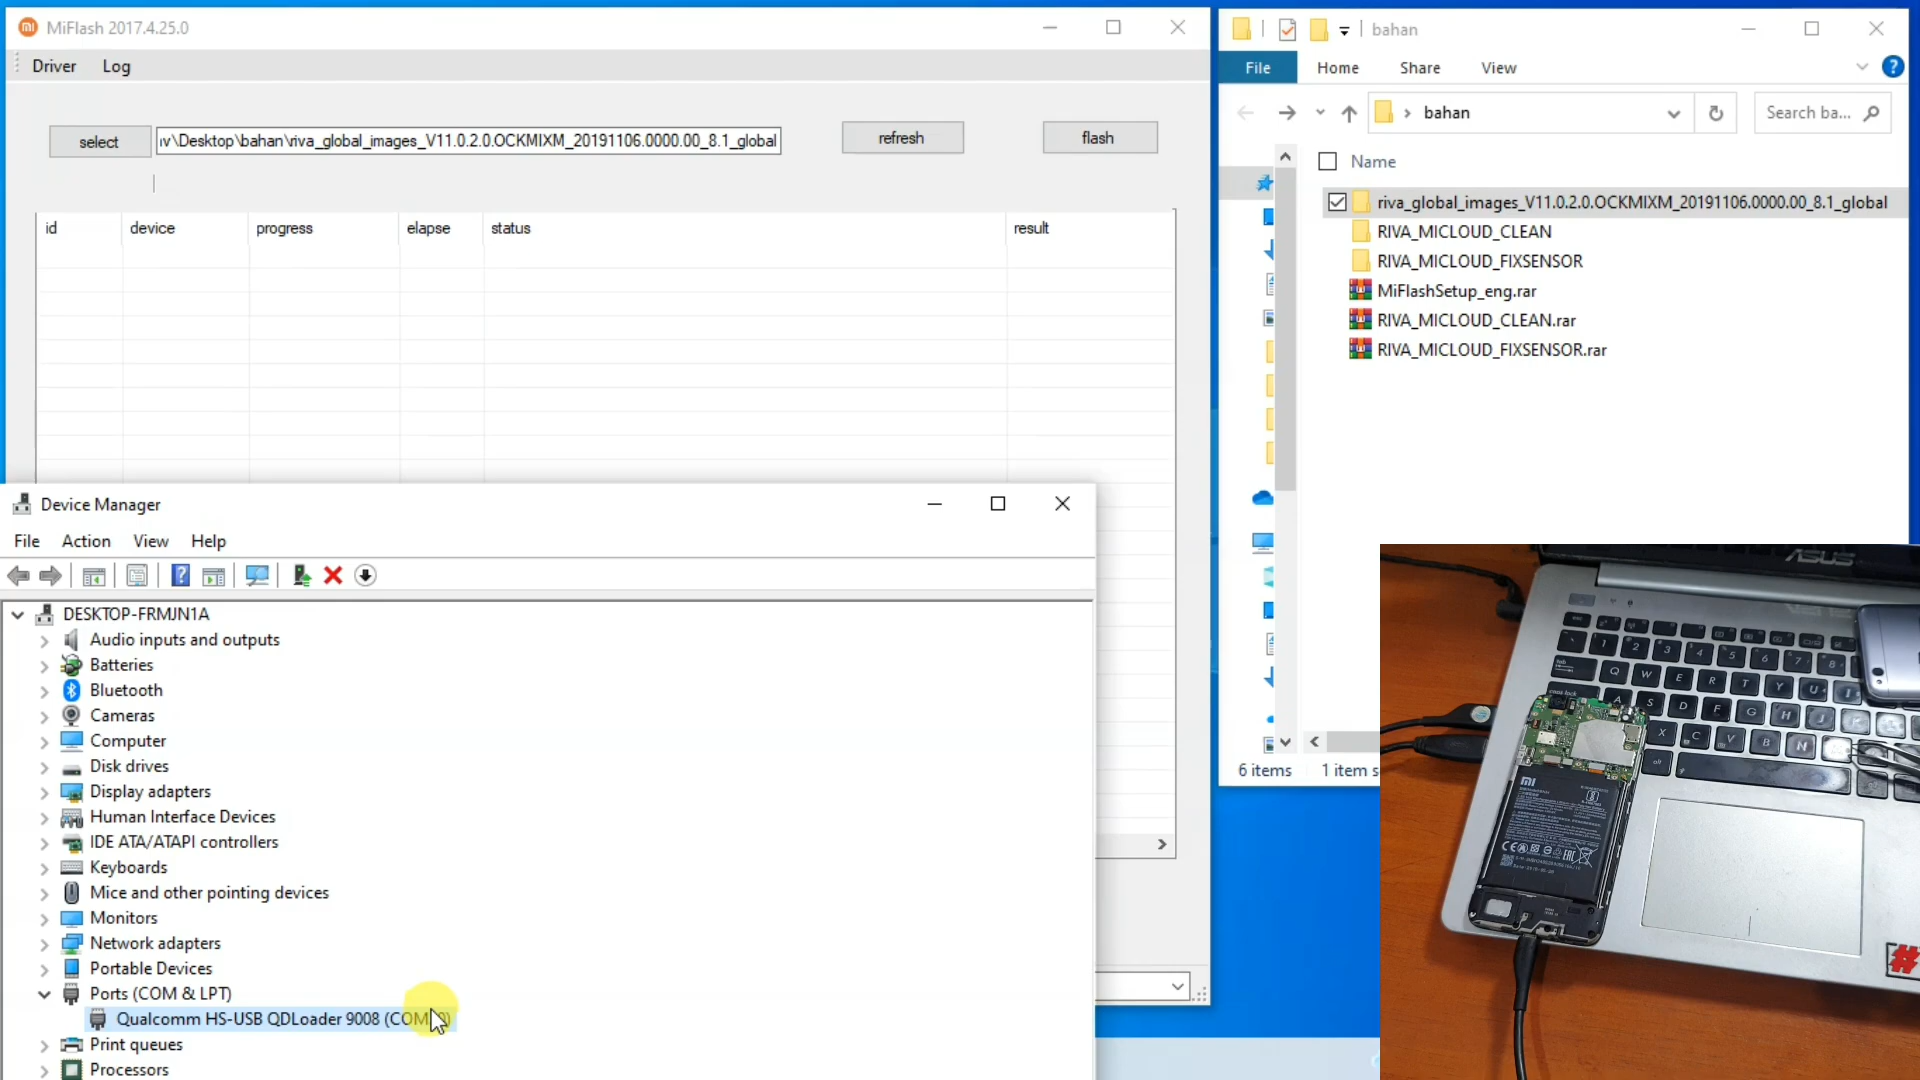 MiFlash 2017.4.25.0
Driver Log
select
\Desktop\bahan\riva_global_images_V11.0.2.0.OCKMIXM_20191106.0000.00_8.1_global
refresh
flash
id device progress elapse status result
bahan
File Home Share View
bahan
Search ba...
Name
riva_global_images_V11.0.2.0.OCKMIXM_20191106.0000.00_8.1_global
RIVA_MICLOUD_CLEAN
RIVA_MICLOUD_FIXSENSOR
MiFlashSetup_eng.rar
RIVA_MICLOUD_CLEAN.rar
RIVA_MICLOUD_FIXSENSOR.rar
6 items 1 item s
Device Manager
File Action View Help
DESKTOP-FRMJN1A
Audio inputs and outputs
Batteries
Bluetooth
Cameras
Computer
Disk drives
Display adapters
Human Interface Devices
IDE ATA/ATAPI controllers
Keyboards
Mice and other pointing devices
Monitors
Network adapters
Portable Devices
Ports (COM & LPT)
Qualcomm HS-USB QDLoader 9008
Print queues
Processors
ASUS
mi